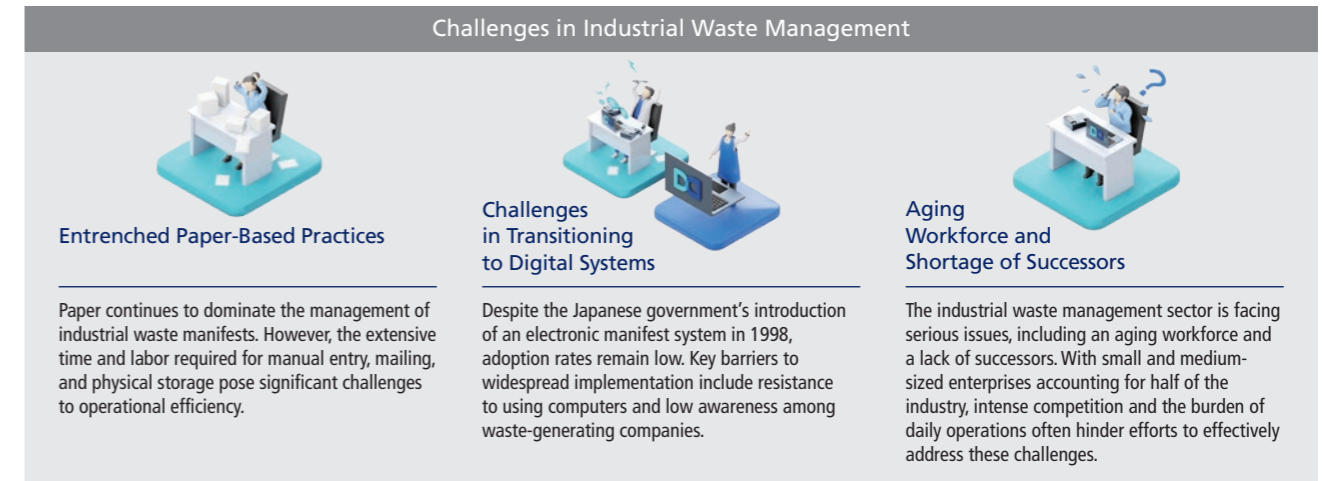 Challenges in Industrial Waste Management
Entrenched Paper-Based Practices
Paper continues to dominate the management of
industrial waste manifests. However, the extensive
time and labor required for manual entry, mailing,
and physical storage pose significant challenges
to operational efficiency.
Challenges
in Transitioning
to Digital Systems
Despite the Japanese government's introduction
of an electronic manifest system in 1998,
adoption rates remain low. Key barriers to
widespread implementation include resistance
to using computers and low awareness among
waste-generating companies.
Aging
Workforce and
Shortage of Successors
The industrial waste management sector is facing
serious issues, including an aging workforce and
a lack of successors. With small and medium-
sized enterprises accounting for half of the
industry, intense competition and the burden of
daily operations often hinder efforts to effectively
address these challenges.